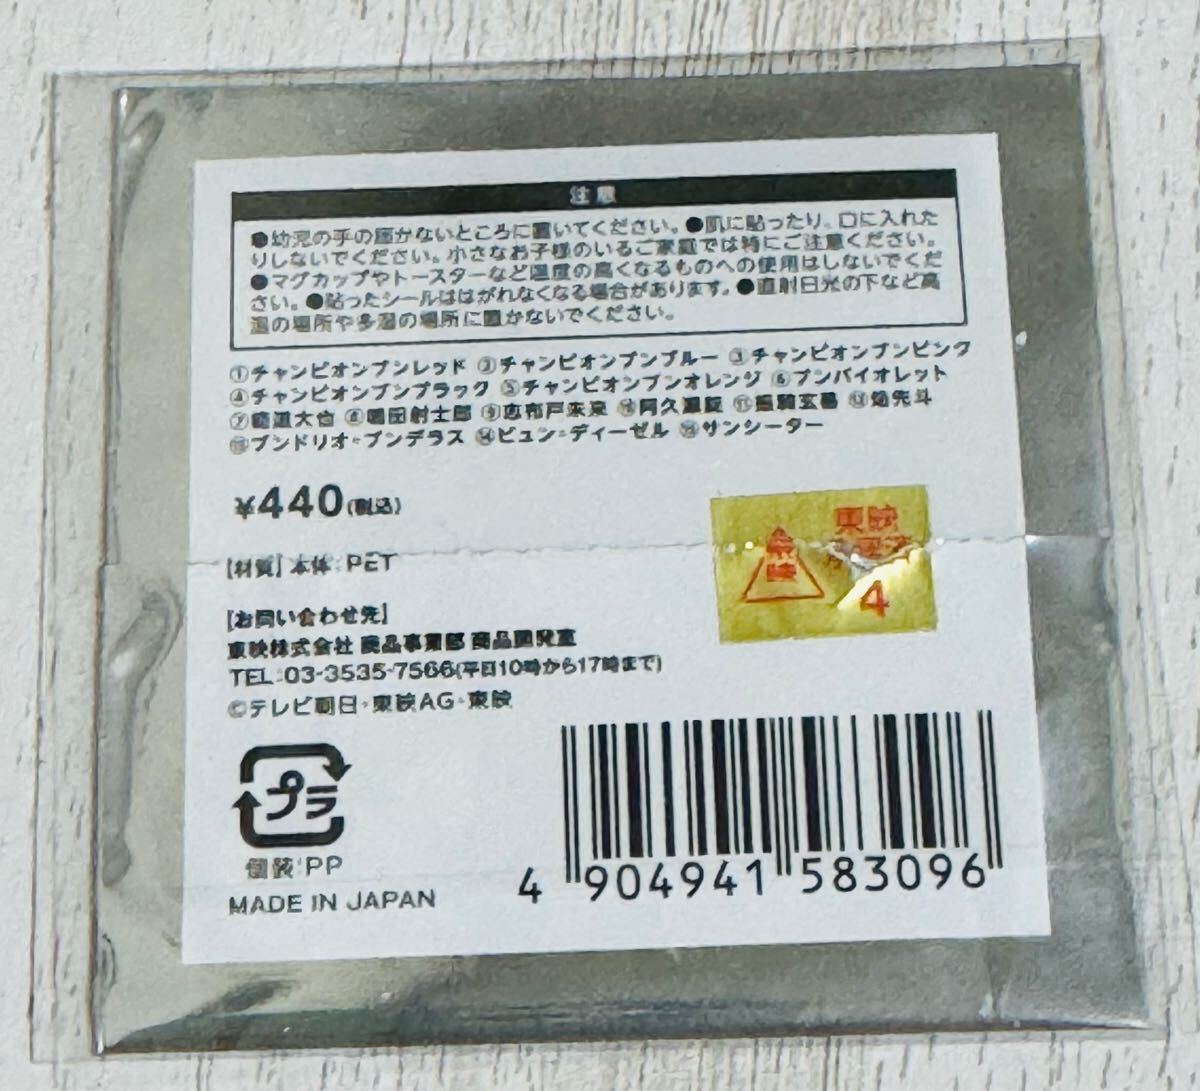 注意
●幼児の手の届かないところに置いてください。●肌に貼ったり、口に入れた
りしないでください。小さなお子様のいるご家庭では特にご注意ください。
●マグカップやトースターなど温度の高くなるものへの使用はしないでくだ
さい。●貼ったシールははがれなくなる場合があります。●直射日光の下など高
温の場所や多湿の場所に置かないでください。
①チャンピオンブンレッド ②チャンピオンブンブルー ③チャンピオンブンピンク
④チャンピオンブンブラック ⑤チャンピオンブンオレンジ ⑥ブンバイオレット
⑦範道大也 ⑧鳴田射士郎 ⑨志布戸未来 ⑩阿久瀬錠 ⑪振騎玄蕃 ⑫焔先斗
⑬ブンドリオ・ブンデラス ⑭ビュン・ディーゼル ⑮サンシーター
¥440(税込)
[材質] 本体:PET
[お問い合わせ先]
東映株式会社 商品事業部 商品開発室
TEL:03-3535-7566(平日10時から17時まで)
©テレビ朝日・東映AG・東映
東映
東映
4
プラ
個装:PP
MADE IN JAPAN
4 904941 583096